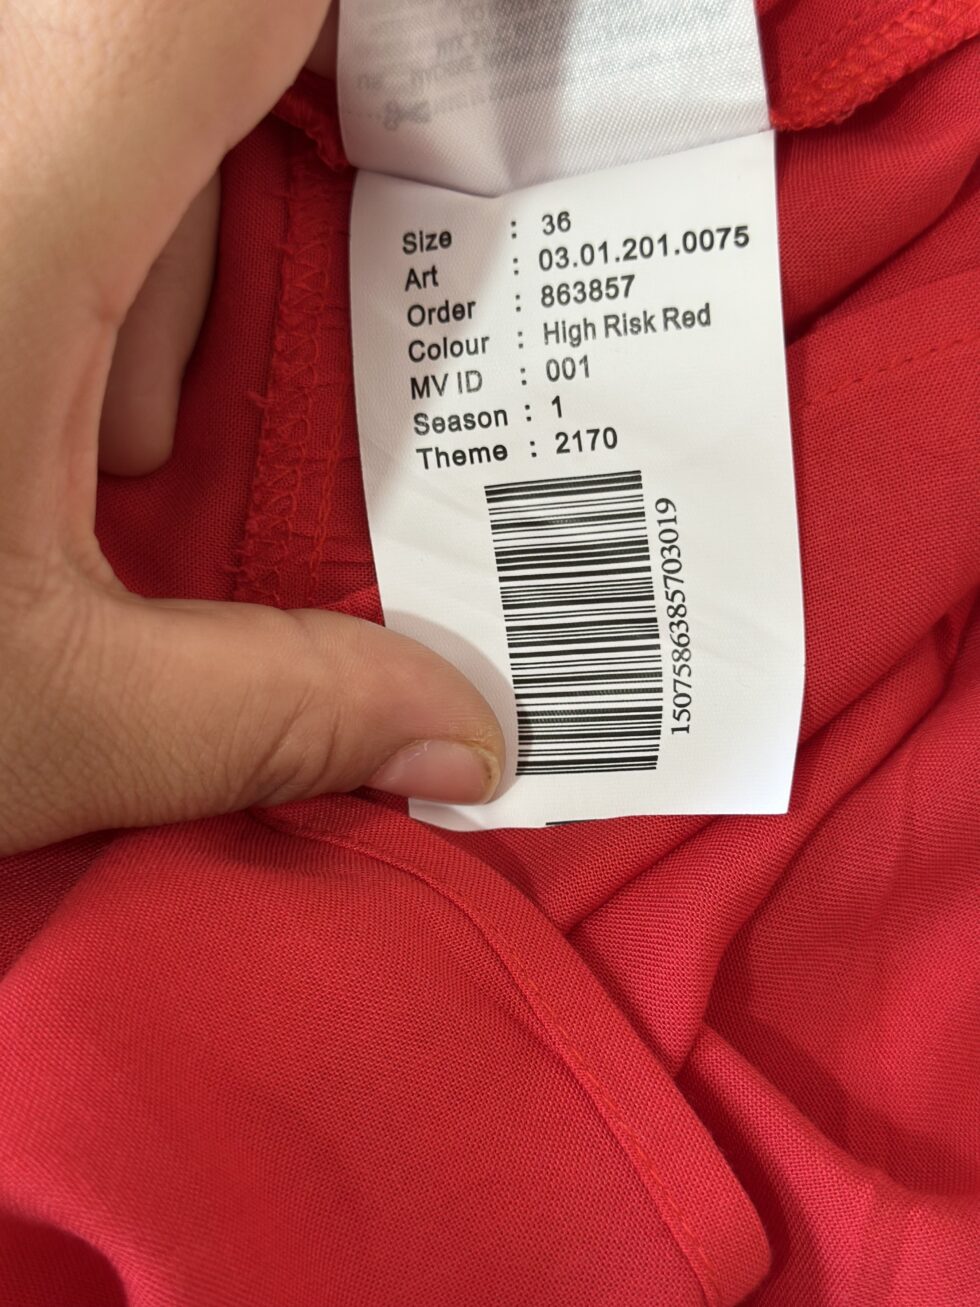 Size : 36
Art : 03.01.201.0075
Order : 863857
Colour : High Risk Red
MV ID : 001
Season : 1
Theme : 2170
1507586385703019